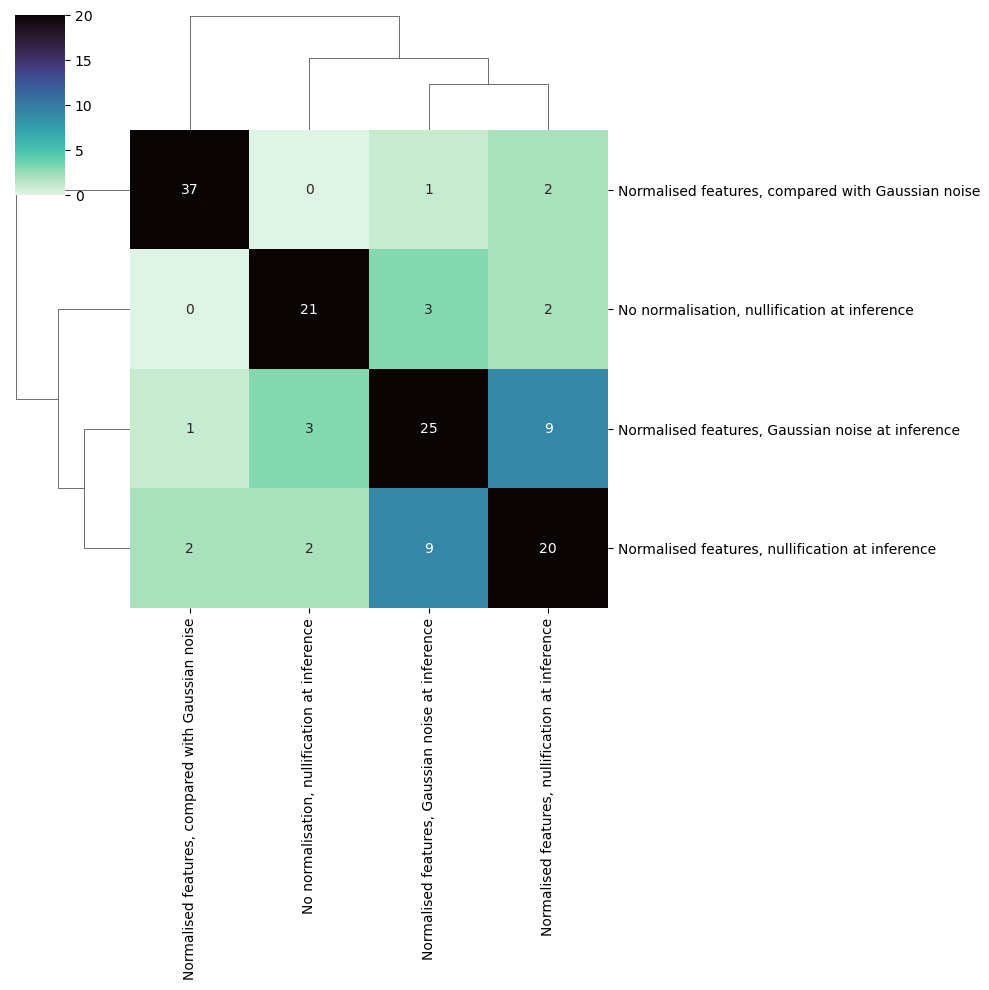 20
15
10
5
0
37 0 1 2 Normalised features, compared with Gaussian noise
0 21 3 2 No normalisation, nullification at inference
1 3 25 9 Normalised features, Gaussian noise at inference
2 2 9 20 Normalised features, nullification at inference
Normalised features, compared with Gaussian noise
No normalisation, nullification at inference
Normalised features, Gaussian noise at inference
Normalised features, nullification at inference